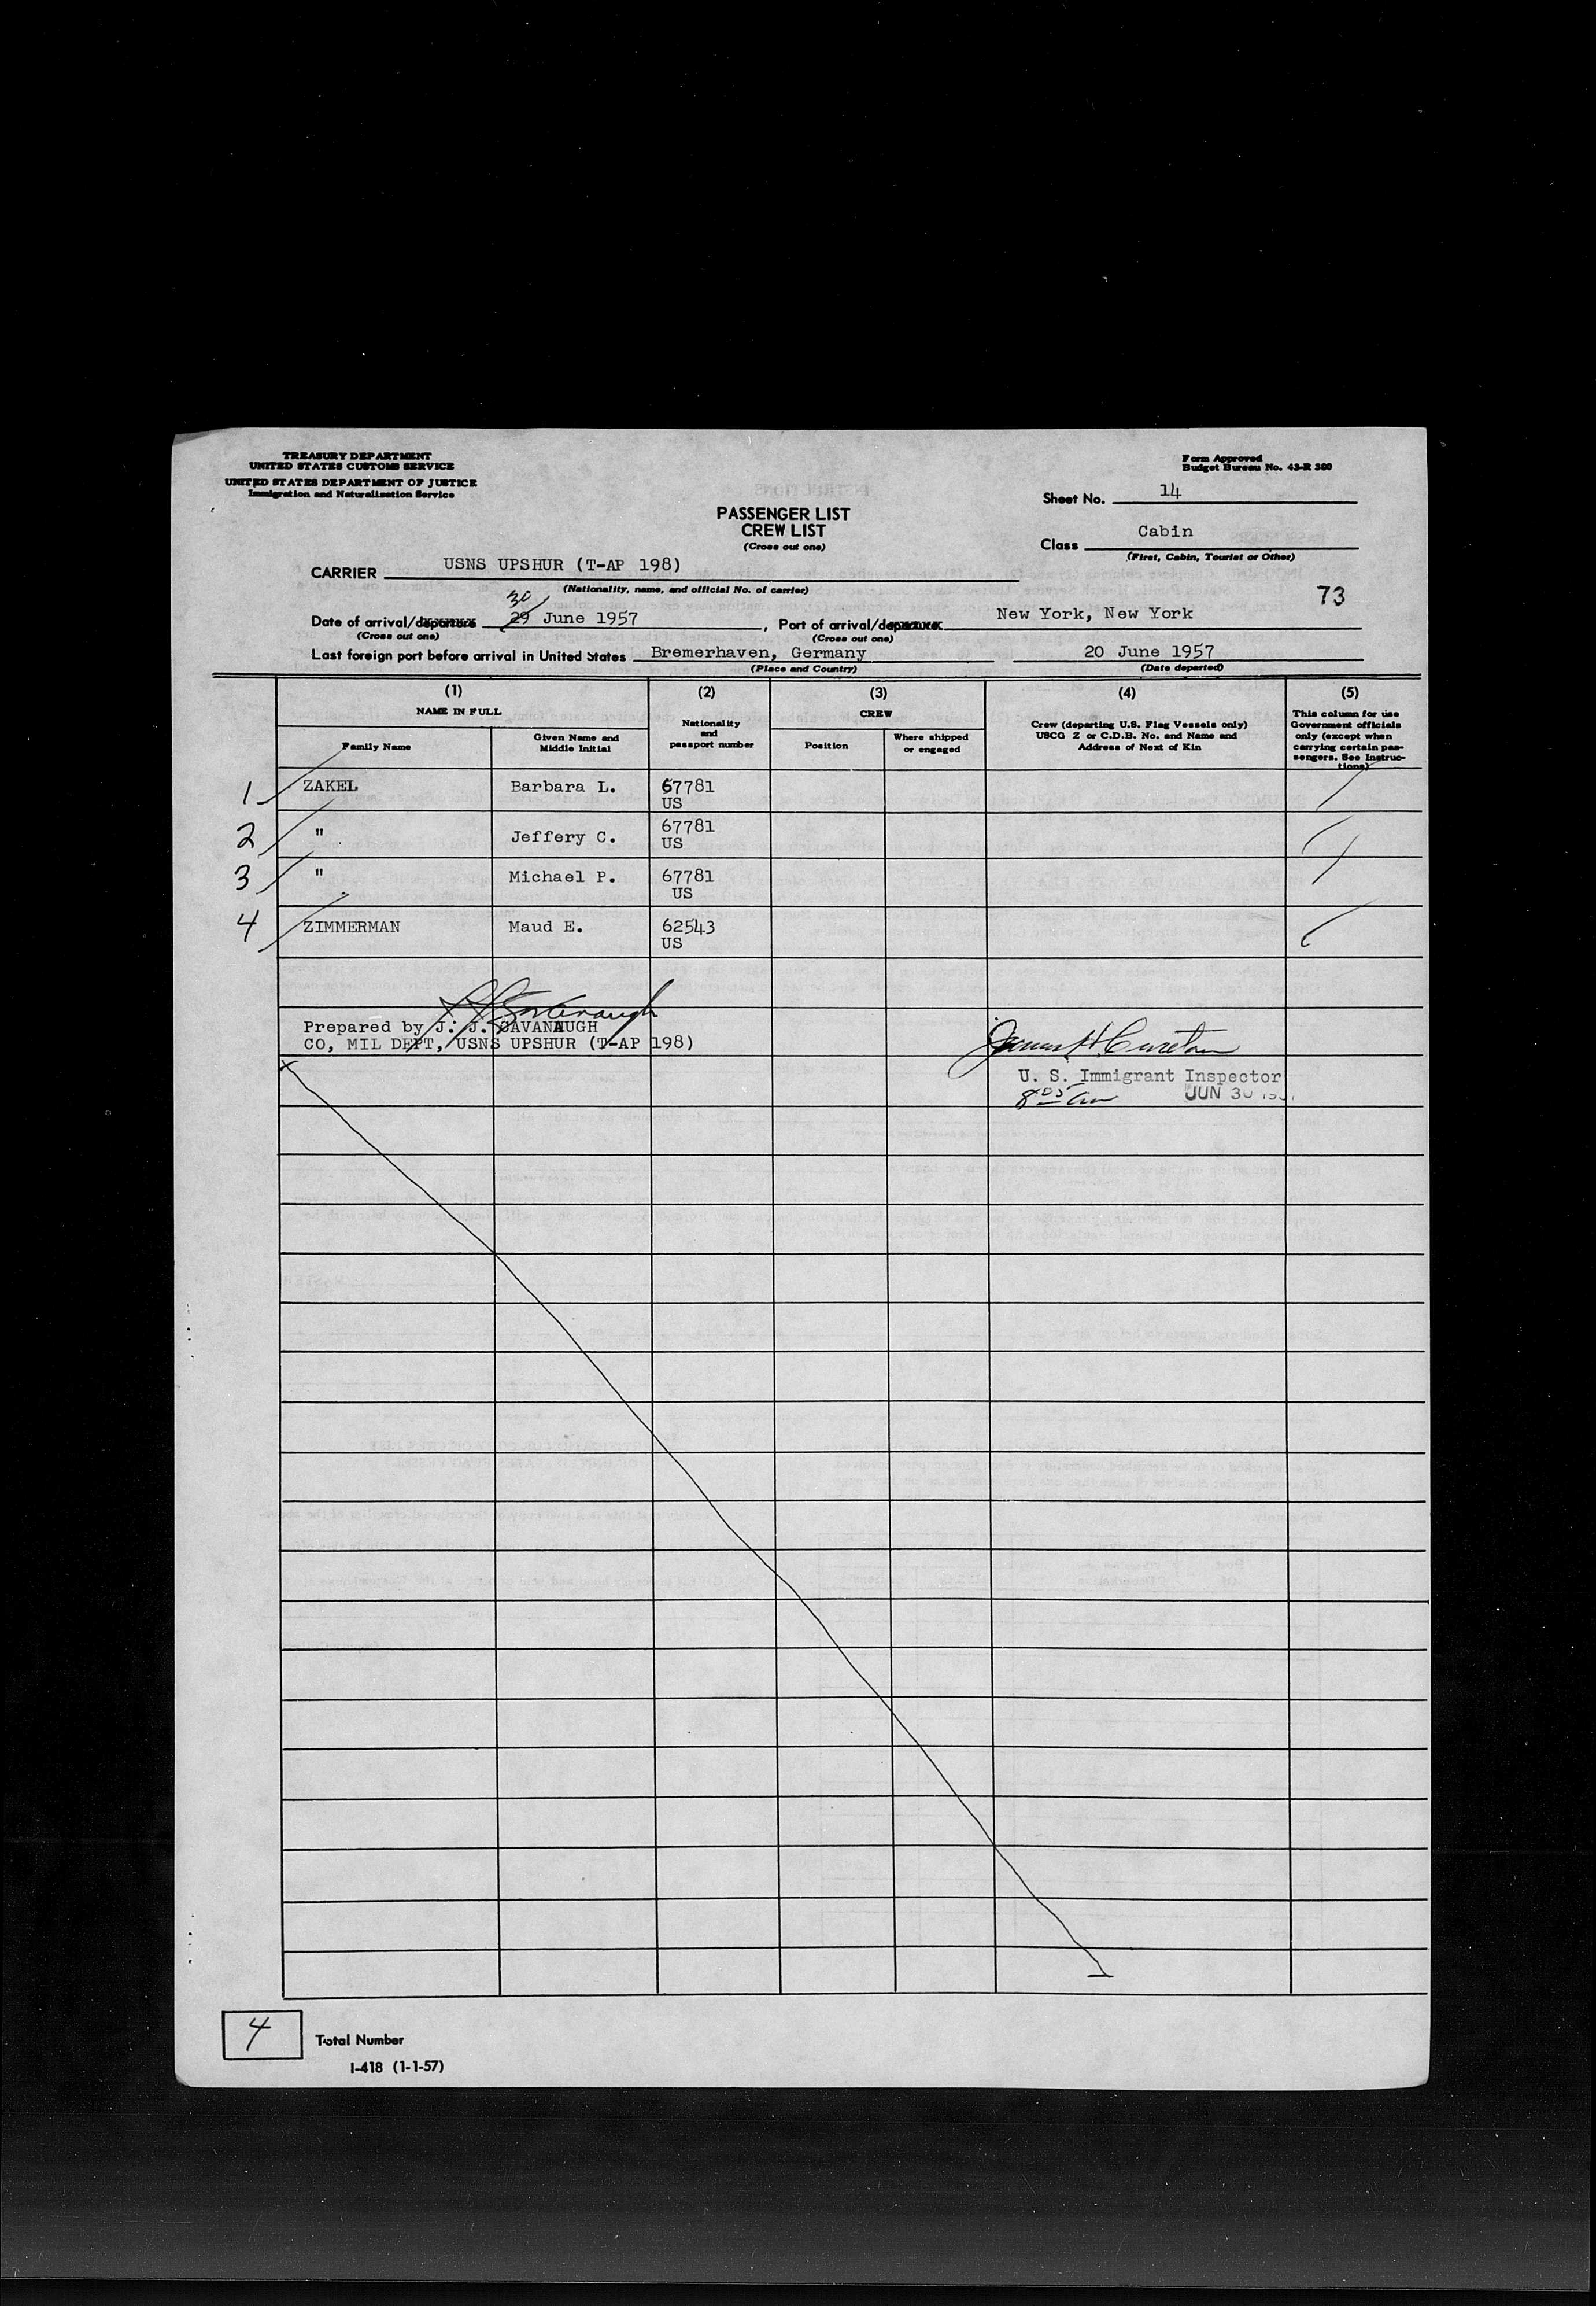 TREASURY DEPARTMENT
UNITED STATES CUSTOMS SERVICE
UNITED STATES DEPARTMENT OF JUSTICE
Immigration and Naturalization Service
Form Approved
Budget Bureau No. 43-R 380
Sheet No. 14
PASSENGER LIST
CREW LIST
(Cross out one)
Class Cabin
(First, Cabin, Tourist or Other)
CARRIER USNS UPSHUR (T-AP 198)
(Nationality, name, and official No. of carrier)
73
30
Date of arrival/departure 29 June 1957, Port of arrival/departure New York, New York
(Cross out one) (Cross out one)
Last foreign port before arrival in United States Bremerhaven, Germany 20 June 1957
(Place and Country) (Date departed)
(1) (2) (3) (4) (5)
NAME IN FULL
Family Name
Given Name and
Middle Initial
Nationality
and
passport number
CREW
Position
Where shipped
or engaged
Crew (departing U.S. Flag Vessels only)
USCG Z or C.D.B. No. and Name and
Address of Next of Kin
This column for use
Government officials
only (except when
carrying certain pas-
sengers. See Instruc-
tions)
1 ZAKEL Barbara L. 67781
US
2 " Jeffery C. 67781
US
3 " Michael P. 67781
US
4 ZIMMERMAN Maud E. 62543
US
Prepared by J. J. CAVANAUGH
CO, MIL DEPT, USNS UPSHUR (T-AP 198)
U. S. Immigrant Inspector
8 05 am JUN 30
4
Total Number
I-418 (1-1-57)